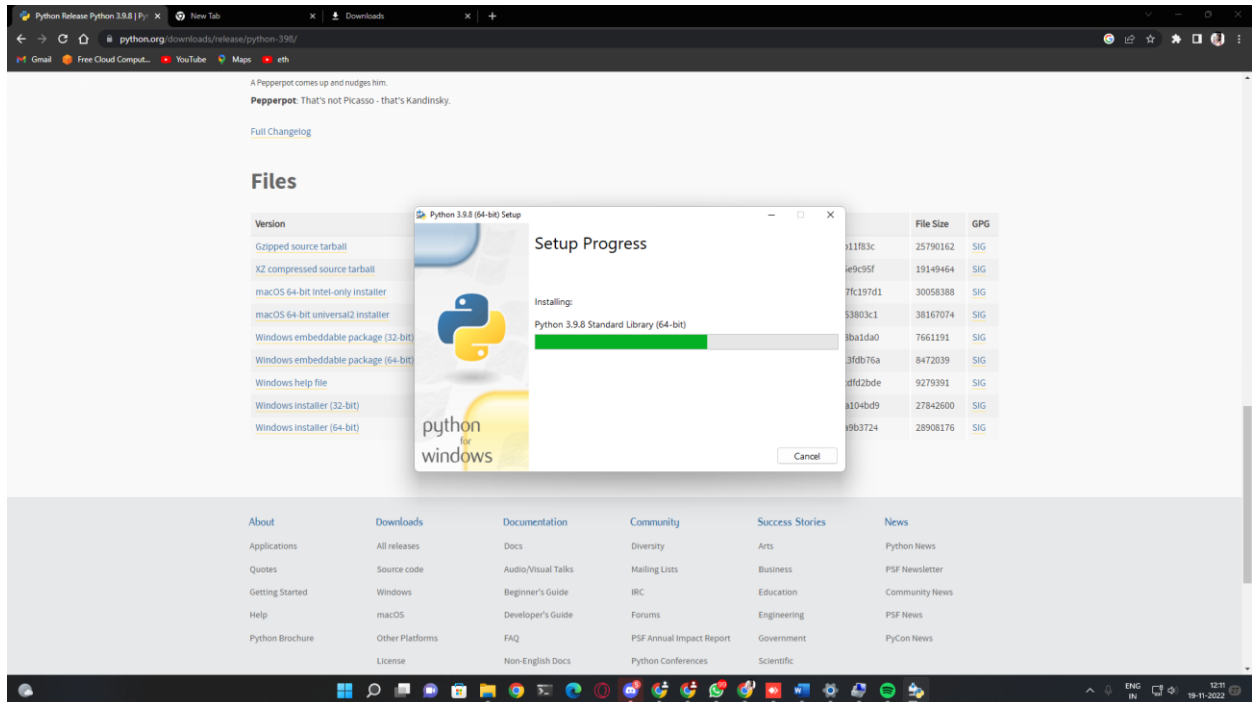 Python Release Python 3.9.8 | Py
New Tab
Downloads
python.org/downloads/release/python-398/
Gmail
Free Cloud Comput...
YouTube
Maps
eth
A Pepperpot comes up and nudges him.
Pepperpot: That's not Picasso - that's Kandinsky.
Full Changelog
Files
Version File Size GPG
Gzipped source tarball 25790162 SIG
XZ compressed source tarball 19149464 SIG
macOS 64-bit Intel-only installer 7fc197d1 30058388 SIG
macOS 64-bit universal2 installer 53803c1 38167074 SIG
Windows embeddable package (32-bit) 7661191 SIG
Windows embeddable package (64-bit) 3fdb76a 8472039 SIG
Windows help file dfd2bde 9279391 SIG
Windows installer (32-bit) a104bd9 27842600 SIG
Windows installer (64-bit) 28908176 SIG
Python 3.9.8 (64-bit) Setup
Setup Progress
Installing:
Python 3.9.8 Standard Library (64-bit)
python
for
windows
Cancel
About Downloads Documentation Community Success Stories News
Applications All releases Docs Diversity Arts Python News
Quotes Source code Audio/Visual Talks Mailing Lists Business PSF Newsletter
Getting Started Windows Beginner's Guide IRC Education Community News
Help macOS Developer's Guide Forums Engineering PSF News
Python Brochure Other Platforms FAQ PSF Annual Impact Report Government PyCon News
License Non-English Docs Python Conferences Scientific
ENG
IN
12:11
19-11-2022